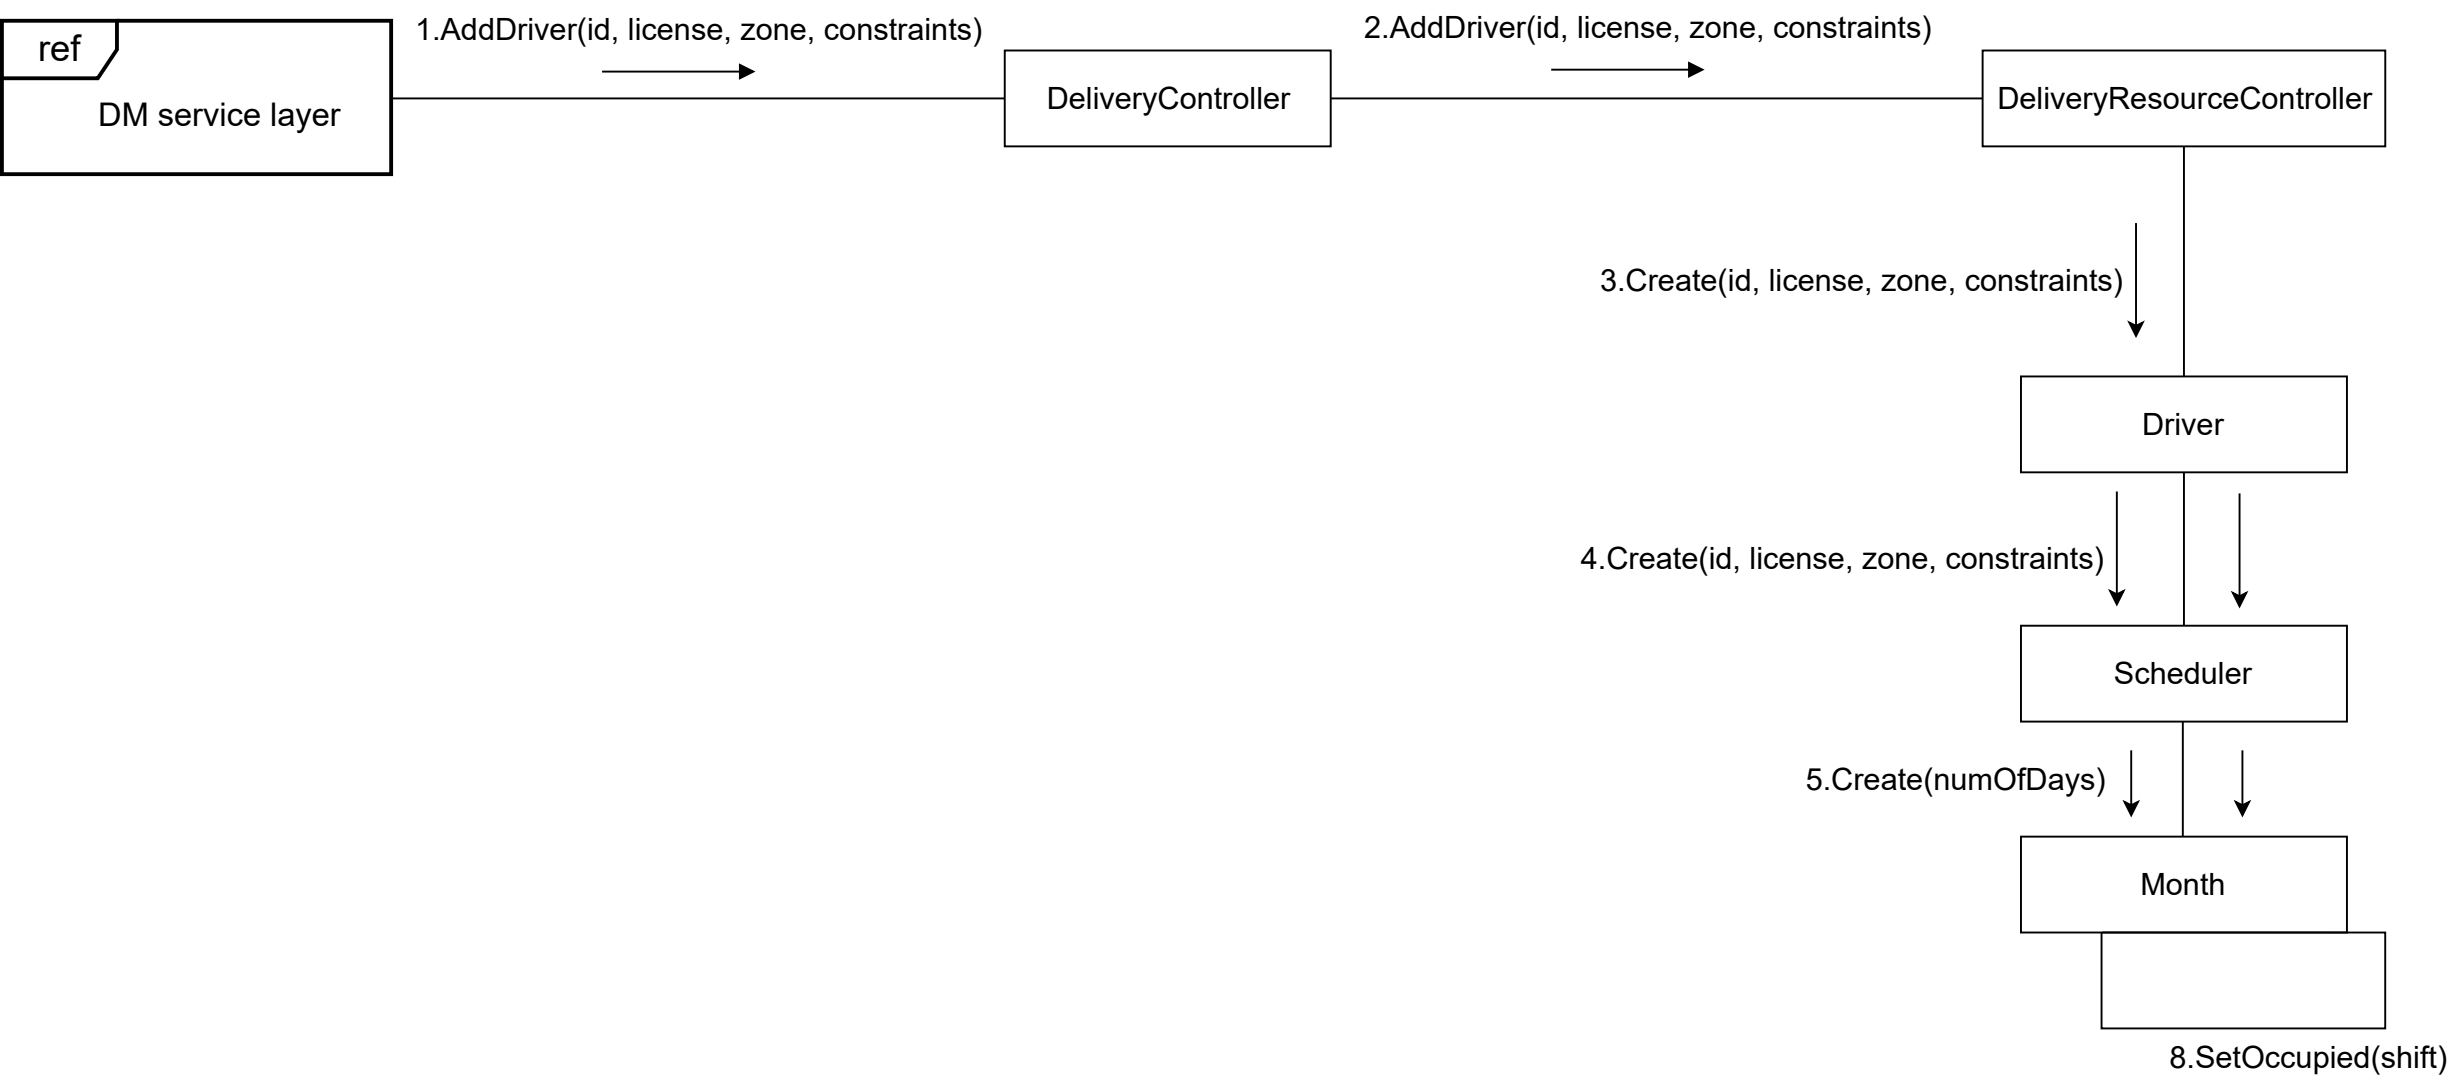 1.AddDriver(id, license, zone, constraints)
2.AddDriver(id, license, zone, constraints)
ref
DM service layer
DeliveryController
DeliveryResourceController
3.Create(id, license, zone, constraints)
Driver
4.Create(id, license, zone, constraints)
Scheduler
5.Create(numOfDays)
Month
8.SetOccupied(shift)